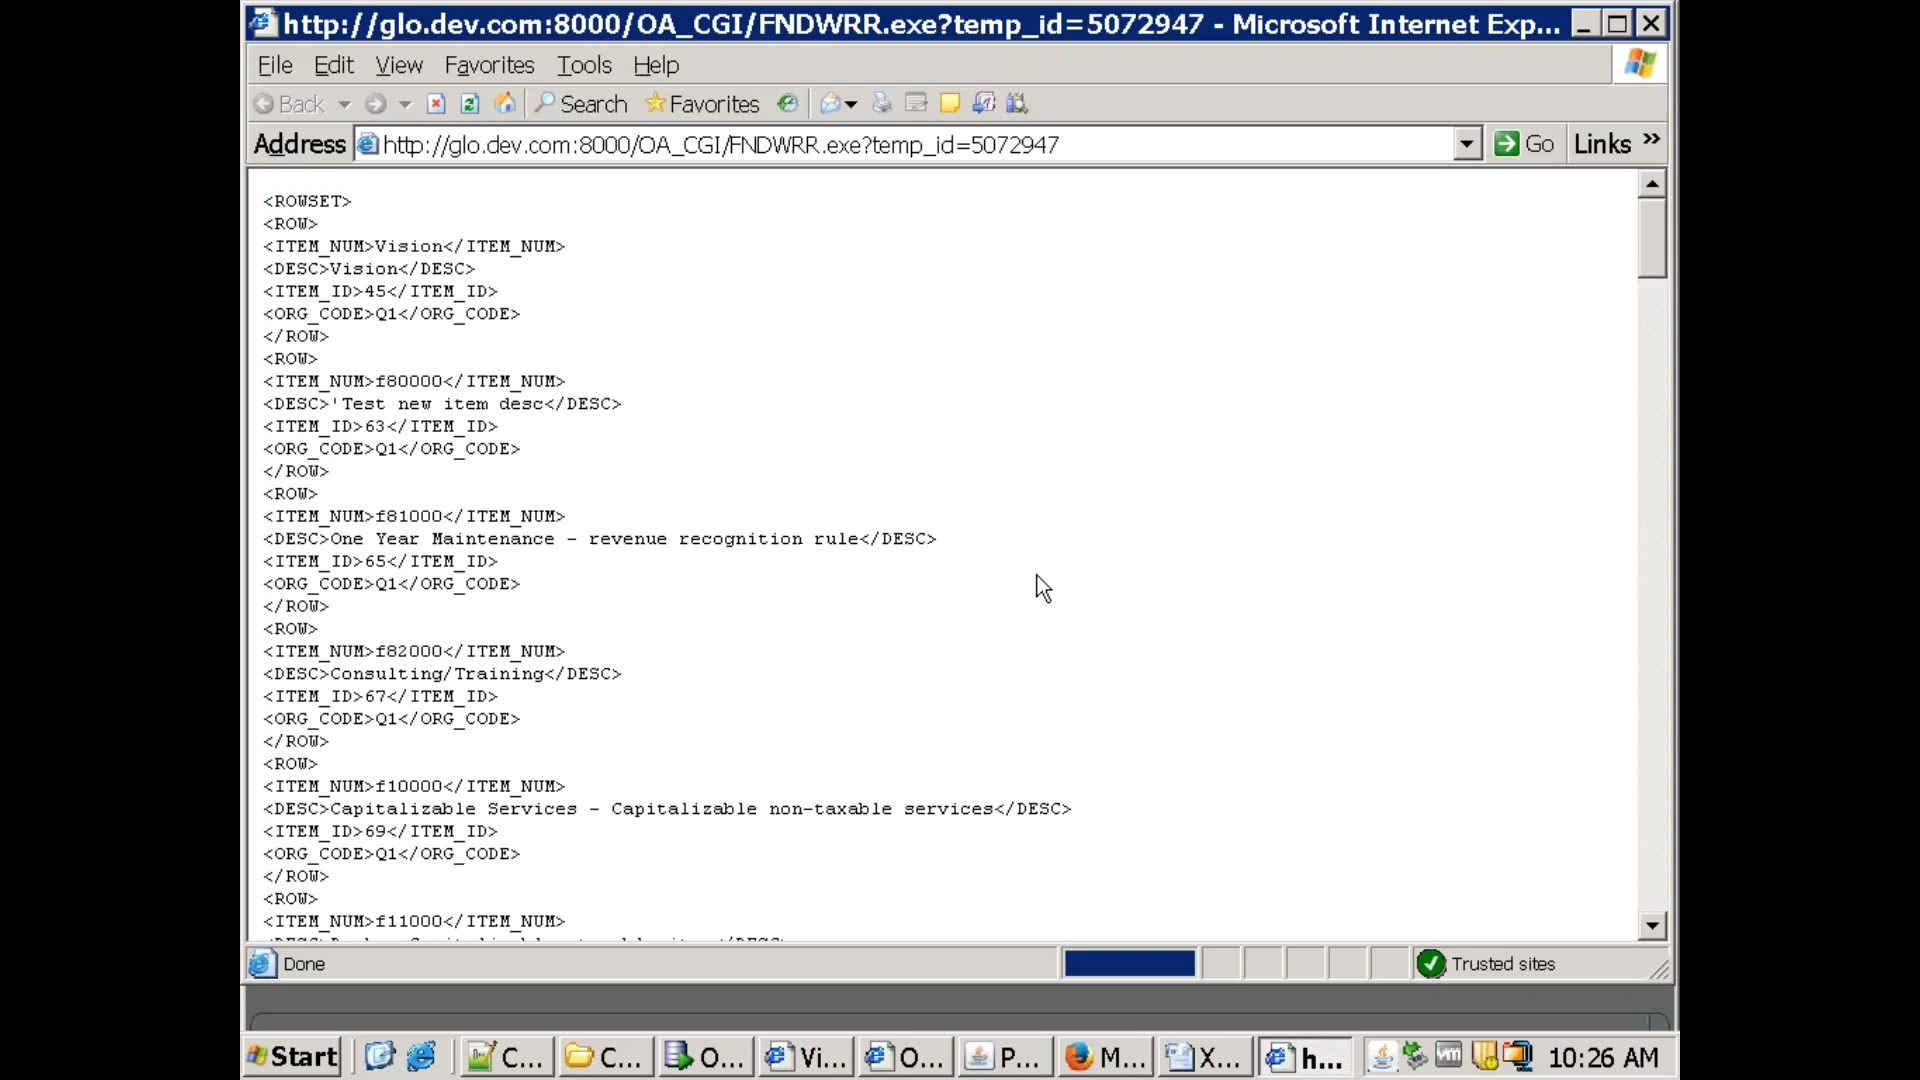 http://glo.dev.com:8000/OA_CGI/FNDWRR.exe?temp_id=5072947 - Microsoft Internet Exp...
File Edit View Favorites Tools Help
Back Search Favorites
Address http://glo.dev.com:8000/OA_CGI/FNDWRR.exe?temp_id=5072947 Go Links »
<ROWSET>
<ROW>
<ITEM_NUM>Vision</ITEM_NUM>
<DESC>Vision</DESC>
<ITEM_ID>45</ITEM_ID>
<ORG_CODE>Q1</ORG_CODE>
</ROW>
<ROW>
<ITEM_NUM>f80000</ITEM_NUM>
<DESC>'Test new item desc</DESC>
<ITEM_ID>63</ITEM_ID>
<ORG_CODE>Q1</ORG_CODE>
</ROW>
<ROW>
<ITEM_NUM>f81000</ITEM_NUM>
<DESC>One Year Maintenance - revenue recognition rule</DESC>
<ITEM_ID>65</ITEM_ID>
<ORG_CODE>Q1</ORG_CODE>
</ROW>
<ROW>
<ITEM_NUM>f82000</ITEM_NUM>
<DESC>Consulting/Training</DESC>
<ITEM_ID>67</ITEM_ID>
<ORG_CODE>Q1</ORG_CODE>
</ROW>
<ROW>
<ITEM_NUM>f10000</ITEM_NUM>
<DESC>Capitalizable Services - Capitalizable non-taxable services</DESC>
<ITEM_ID>69</ITEM_ID>
<ORG_CODE>Q1</ORG_CODE>
</ROW>
<ROW>
<ITEM_NUM>f11000</ITEM_NUM>
Done Trusted sites
Start C... C... O... Vi... O... P... M... X... h... 10:26 AM